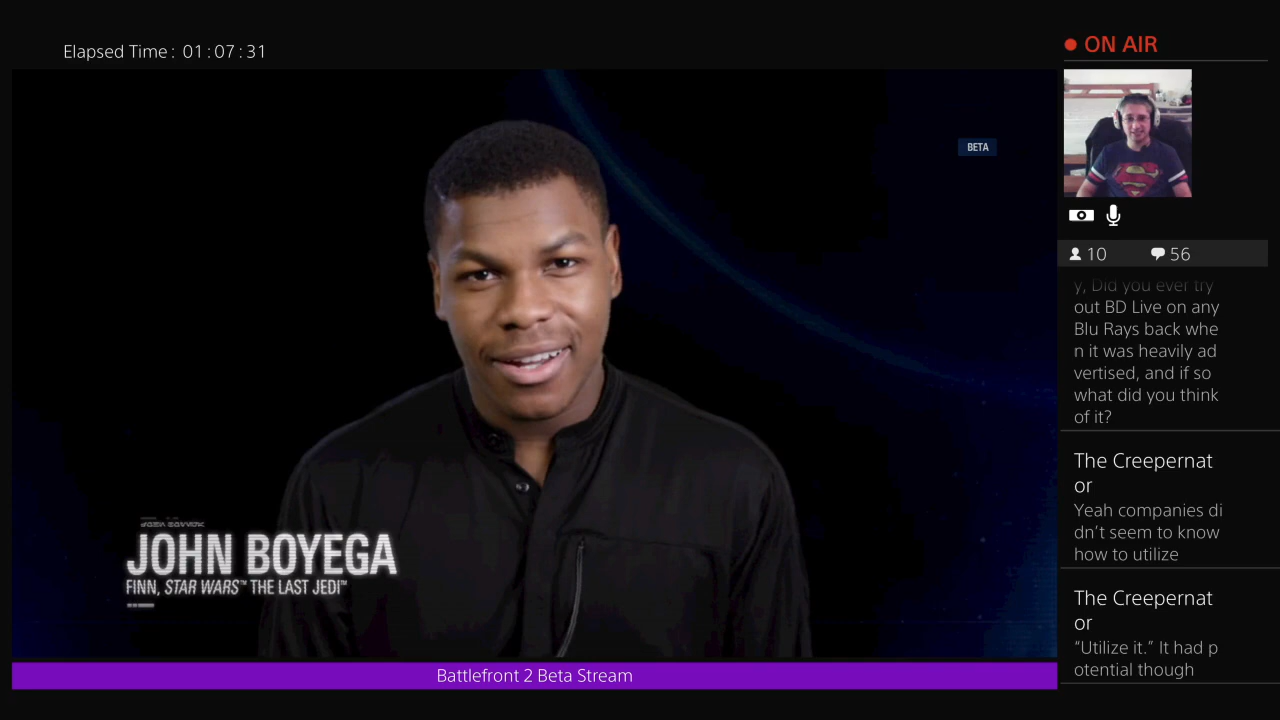 Elapsed Time: 01:07:31
ON AIR
BETA
10 56
y, Did you ever try
out BD Live on any
Blu Rays back whe
n it was heavily ad
vertised, and if so
what did you think
of it?
The Creepernat
or
Yeah companies di
dn't seem to know
how to utilize
The Creepernat
or
"Utilize it." It had p
otential though
JOHN BOYEGA
FINN, STAR WARS™ THE LAST JEDI™
Battlefront 2 Beta Stream